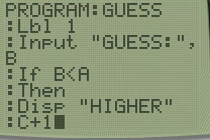 PROGRAM:GUESS
:Lbl 1
:Input "GUESS:",
B
:If B<A
:Then
:Disp "HIGHER"
:C+1